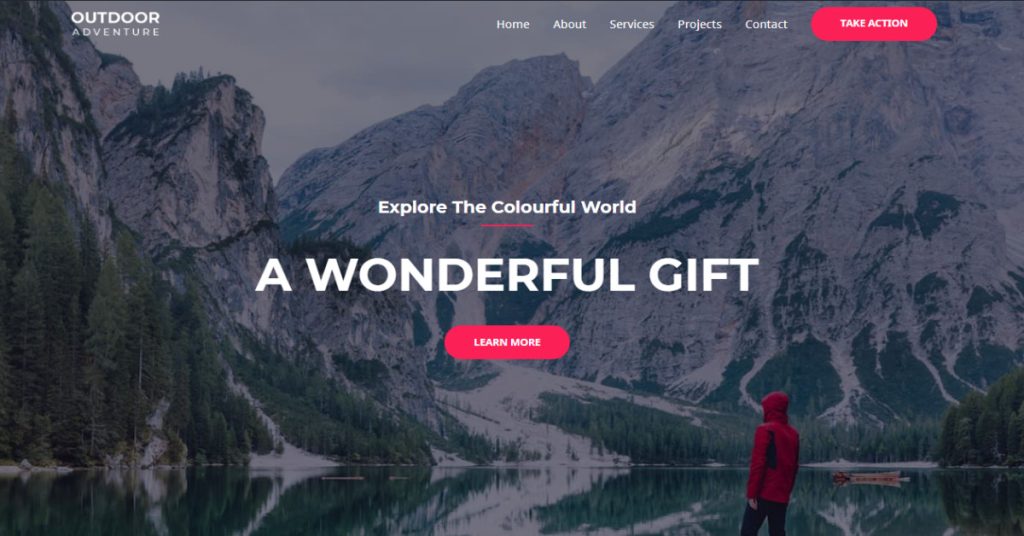 OUTDOOR
ADVENTURE
Home About Services Projects Contact TAKE ACTION
Explore The Colourful World
A WONDERFUL GIFT
LEARN MORE